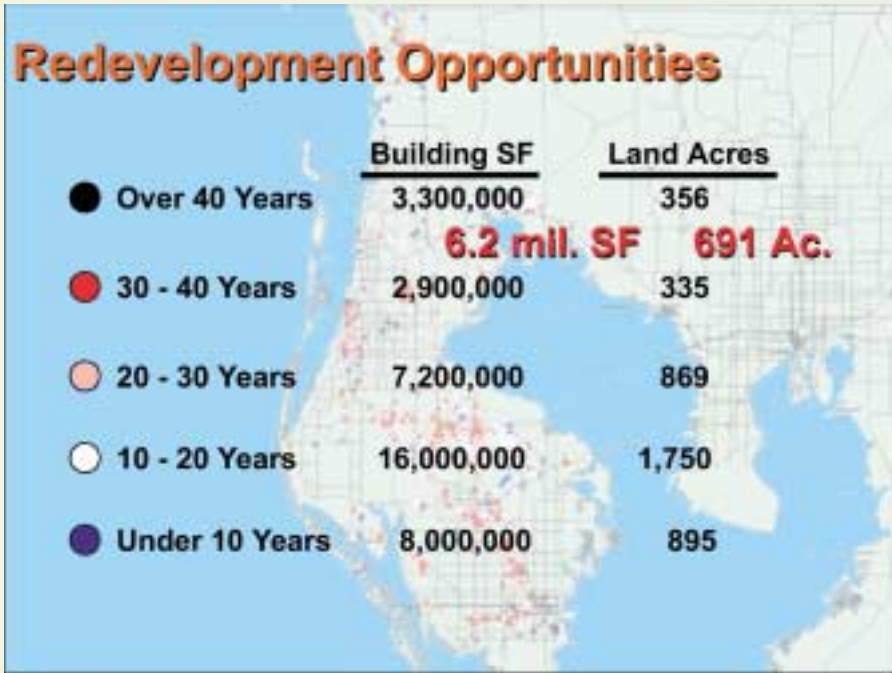 Redevelopment Opportunities
Building SF Land Acres
Over 40 Years 3,300,000 356
6.2 mil. SF 691 Ac.
30 - 40 Years 2,900,000 335
20 - 30 Years 7,200,000 869
10 - 20 Years 16,000,000 1,750
Under 10 Years 8,000,000 895